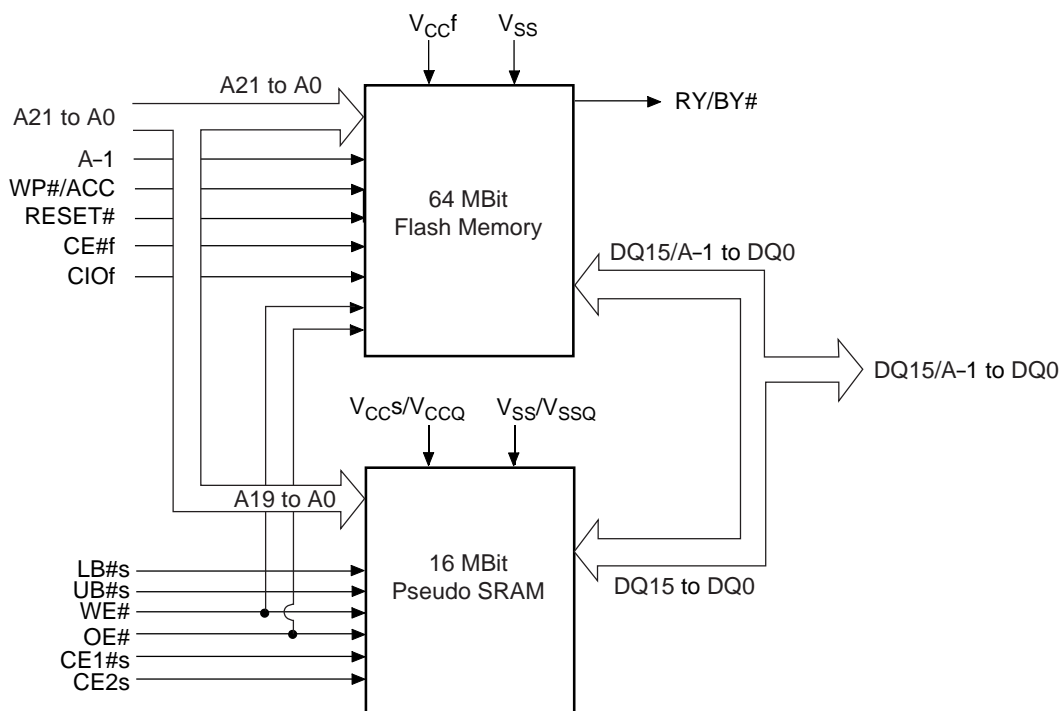 VCCf
VSS
A21 to A0
A21 to A0
RY/BY#
A–1
WP#/ACC
RESET#
CE#f
CIOf
64 MBit
Flash Memory
DQ15/A–1 to DQ0
DQ15/A–1 to DQ0
VCCs/VCCQ
VSS/VSSQ
A19 to A0
16 MBit
Pseudo SRAM
LB#s
UB#s
WE#
OE#
CE1#s
CE2s
DQ15 to DQ0